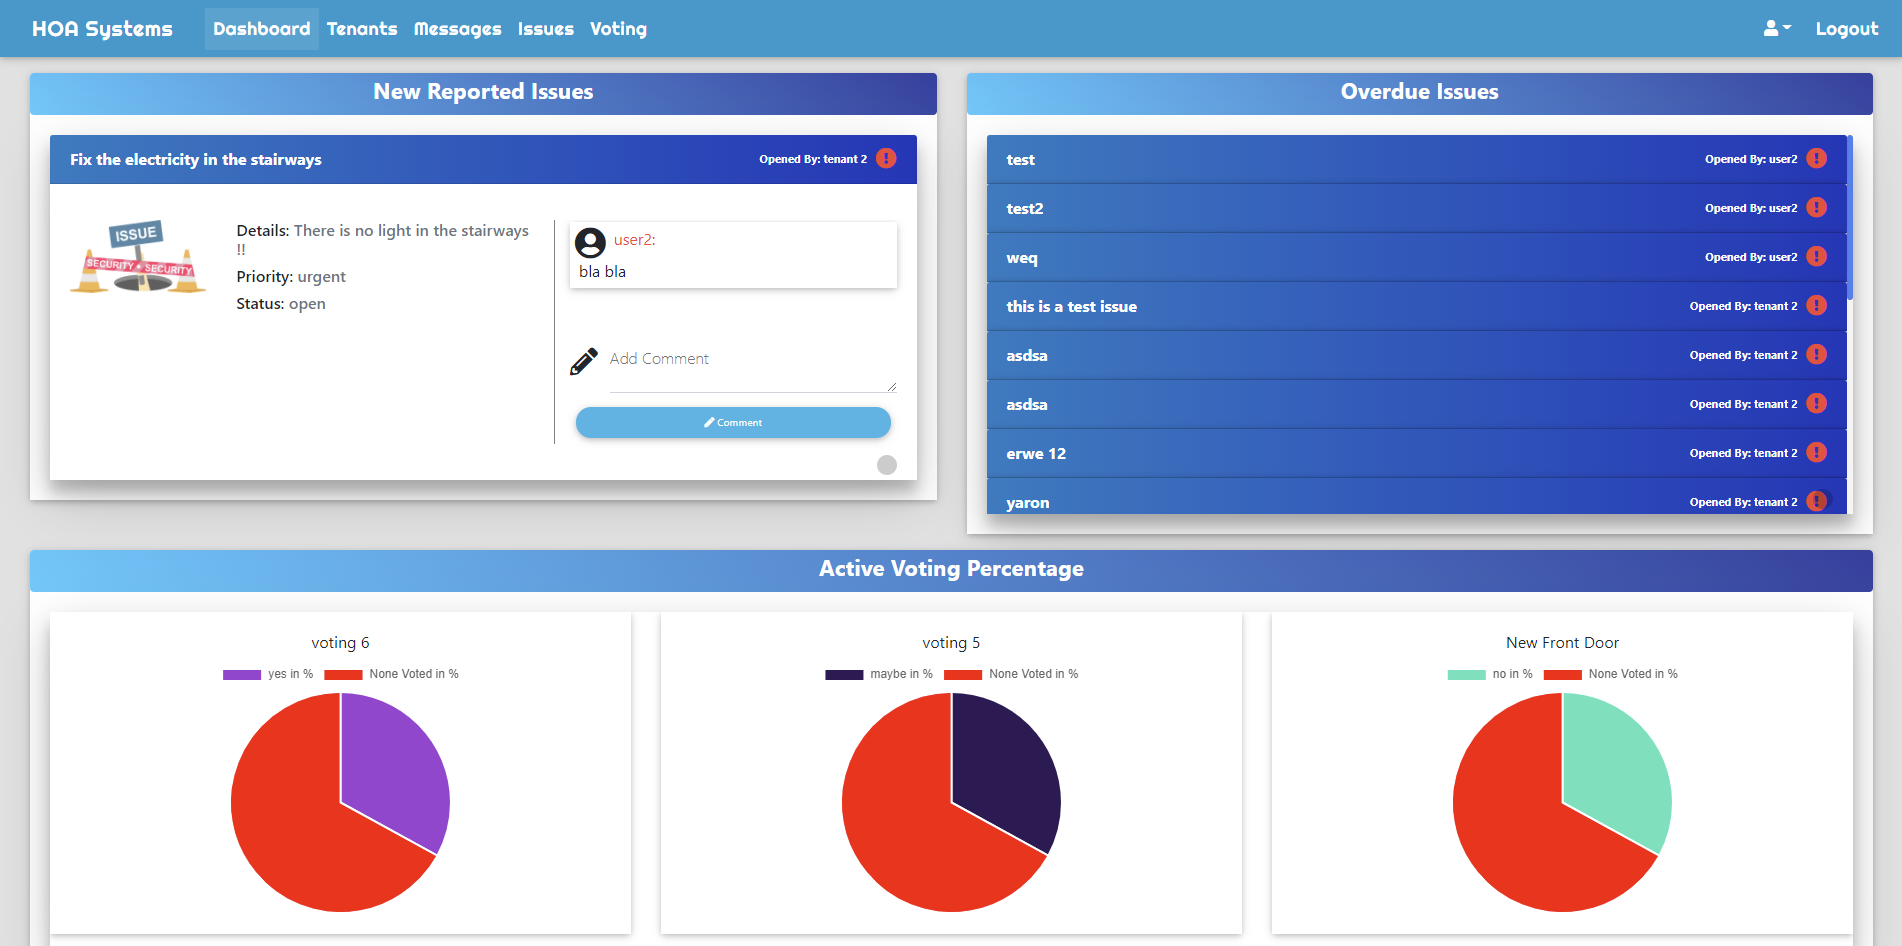 HOA Systems Dashboard Tenants Messages Issues Voting Logout
New Reported Issues
Fix the electricity in the stairways Opened By: tenant 2
ISSUE
SECURITY • SECURITY
Details: There is no light in the stairways
!!
Priority: urgent
Status: open
user2:
bla bla
Add Comment
Comment
Overdue Issues
test Opened By: user2
test2 Opened By: user2
weq Opened By: user2
this is a test issue Opened By: tenant 2
asdsa Opened By: tenant 2
asdsa Opened By: tenant 2
erwe 12 Opened By: tenant 2
yaron Opened By: tenant 2
Active Voting Percentage
voting 6
yes in % None Voted in %
voting 5
maybe in % None Voted in %
New Front Door
no in % None Voted in %